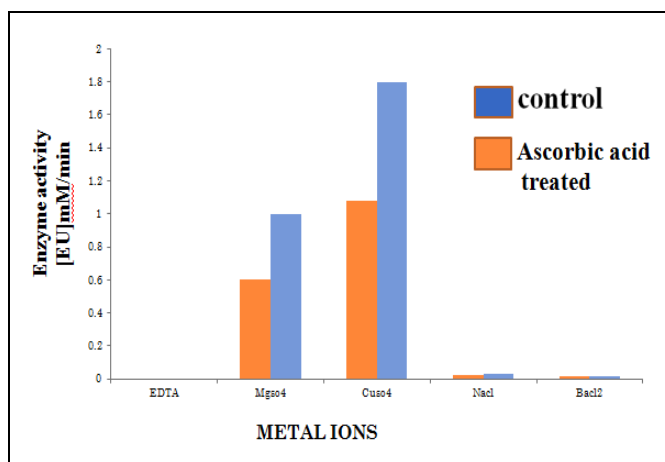 2
1.8
1.6
1.4
1.2
1
0.8
0.6
0.4
0.2
0
Enzyme activity
[EU]mM/min
control
Ascorbic acid
treated
EDTA Mgso4 Cuso4 Nacl Bacl2
METAL IONS